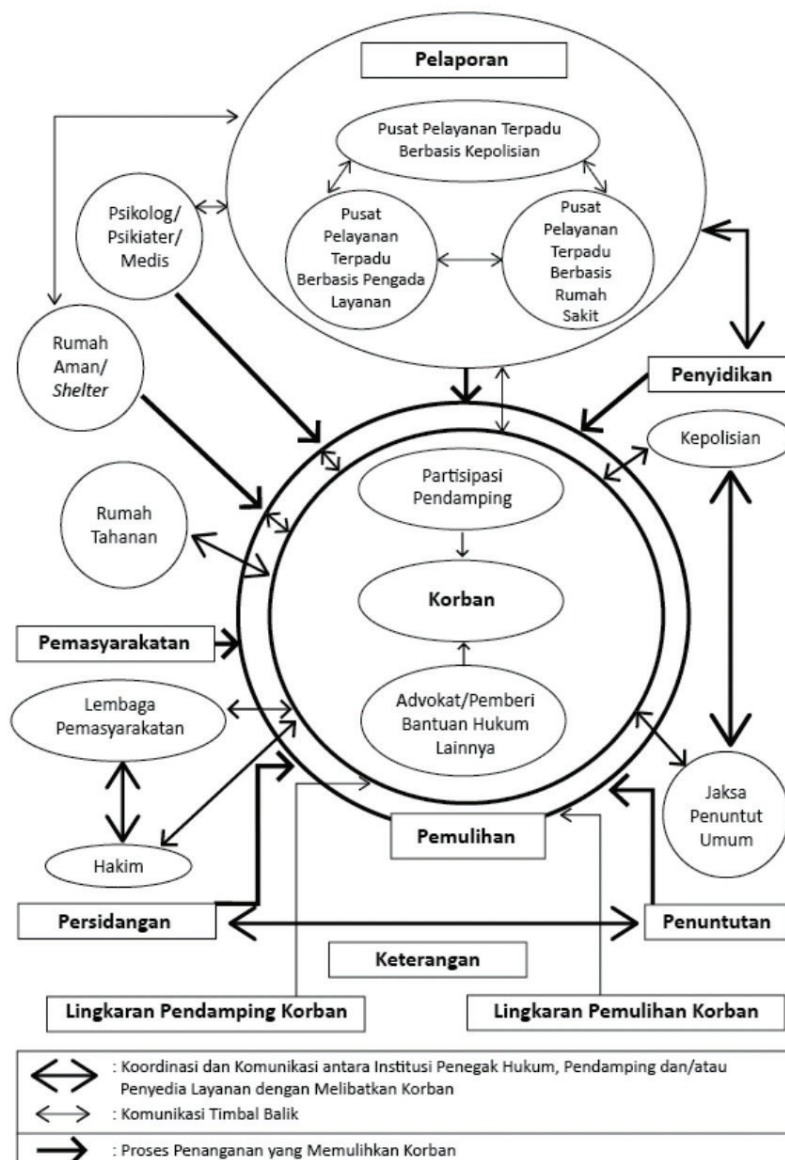 Pelaporan
Pusat Pelayanan Terpadu
Berbasis Kepolisian
Psikolog/
Psikiater/
Medis
Pusat
Pelayanan
Terpadu
Berbasis Pengada
Layanan
Pusat
Pelayanan
Terpadu
Berbasis
Rumah
Sakit
Rumah
Aman/
Shelter
Penyidikan
Kepolisian
Partisipasi
Pendamping
Rumah
Tahanan
Korban
Pemasyarakatan
Lembaga
Pemasyarakatan
Advokat/Pemberi
Bantuan Hukum
Lainnya
Jaksa
Penuntut
Umum
Pemulihan
Hakim
Persidangan
Penuntutan
Keterangan
Lingkaran Pendamping Korban
Lingkaran Pemulihan Korban
: Koordinasi dan Komunikasi antara Institusi Penegak Hukum, Pendamping dan/atau
Penyedia Layanan dengan Melibatkan Korban
: Komunikasi Timbal Balik
: Proses Penanganan yang Memulihkan Korban